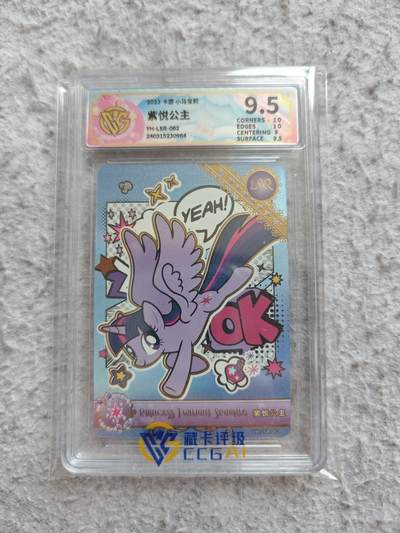 2023 卡游 小马宝莉
紫悦公主
YH-LSR-062
240315230964
9.5
CORNERS : 10
EDGES : 10
CENTERING 9
SURFACE : 9.5
LSR
YEAH!
OK
Princess Twilight Sparkle
紫悦公主
藏卡评级
CCGAI